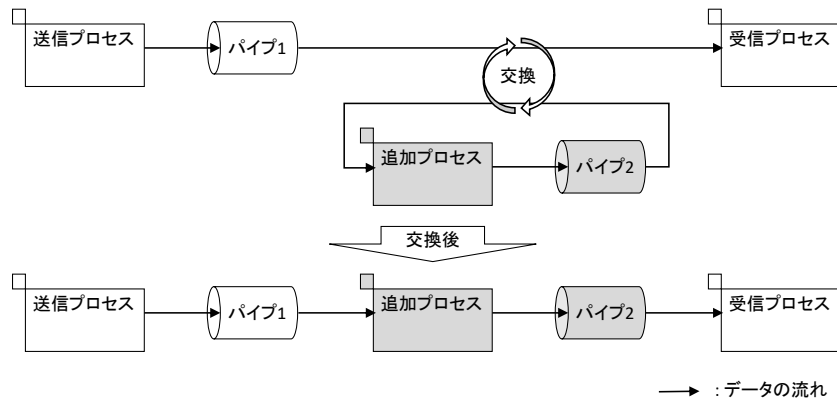 送信プロセス
パイプ1
交換
受信プロセス
追加プロセス
パイプ2
交換後
送信プロセス
パイプ1
追加プロセス
パイプ2
受信プロセス
：データの流れ